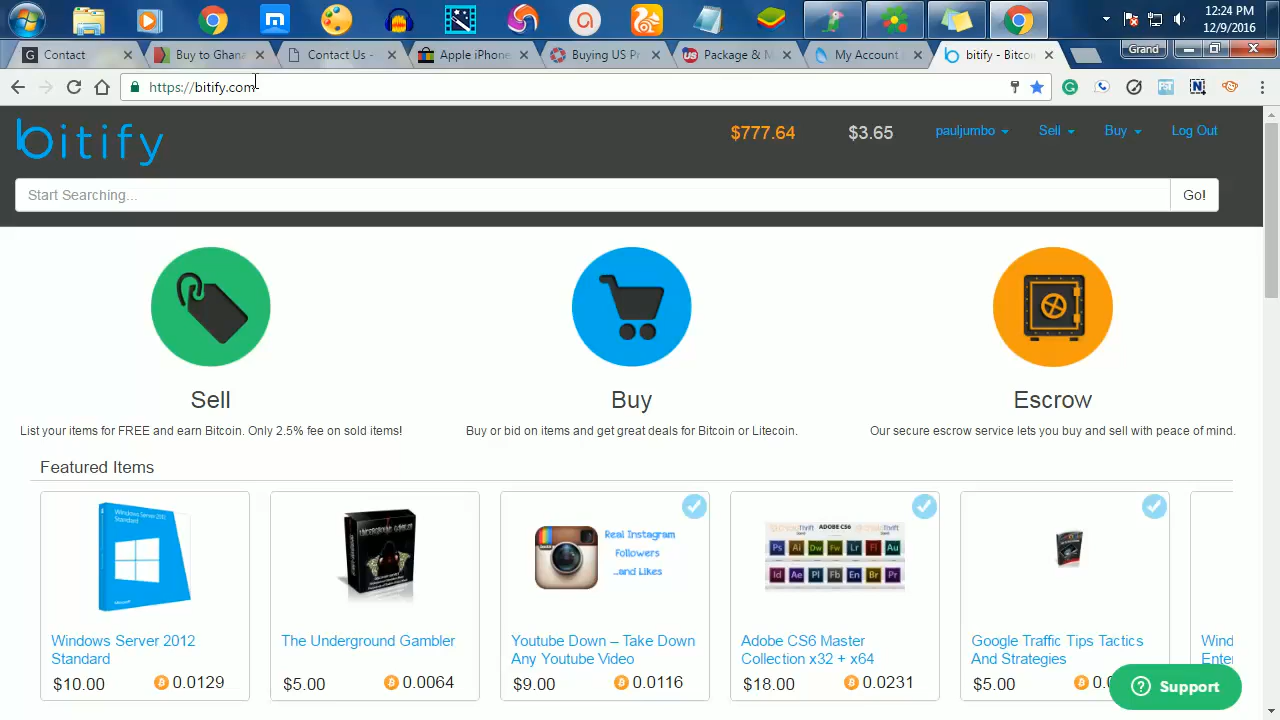 12:24 PM
12/9/2016
Contact
Buy to Ghana
Contact Us -
Apple iPhone
Buying US Pr
Package & M
My Account
bitify - Bitco
Grand
https://bitify.com
bitify
$777.64
$3.65
pauljumbo
Sell
Buy
Log Out
Start Searching...
Go!
Sell
Buy
Escrow
List your items for FREE and earn Bitcoin. Only 2.5% fee on sold items!
Buy or bid on items and get great deals for Bitcoin or Litecoin.
Our secure escrow service lets you buy and sell with peace of mind.
Featured Items
Real Instagram
Followers
...and Likes
ADOBE CS6
Ps Ai Dw Fw Lr Fl Au
Id Ae Pl Fb En Br Pr
Windows Server 2012
Standard
$10.00
0.0129
The Underground Gambler
$5.00
0.0064
Youtube Down – Take Down
Any Youtube Video
$9.00
0.0116
Adobe CS6 Master
Collection x32 + x64
$18.00
0.0231
Google Traffic Tips Tactics
And Strategies
$5.00
0.0
Wind
Enter
Support